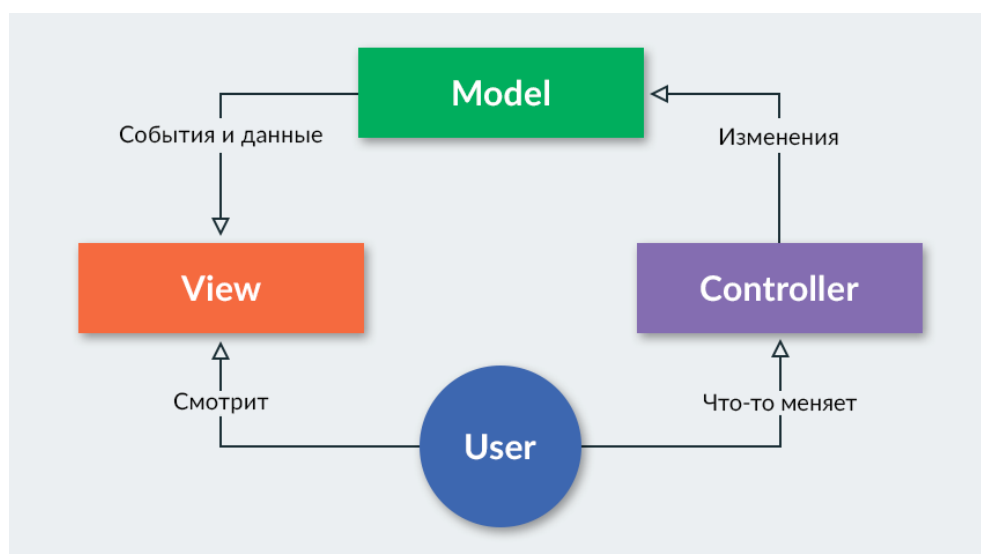 Model
События и данные
Изменения
View
Controller
Смотрит
Что-то меняет
User